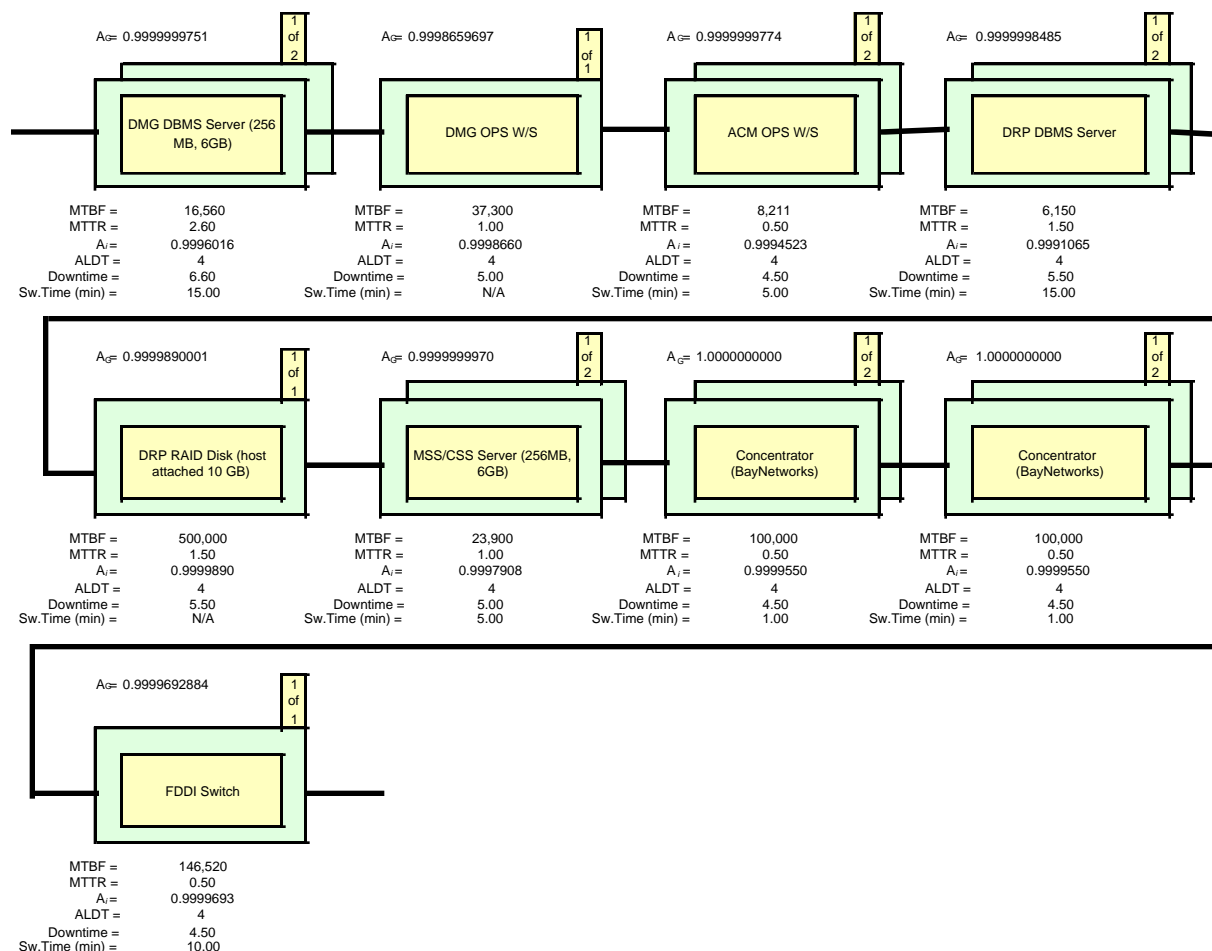 AG= 0.9999999751
1 of 2
AG= 0.9998659697
1 of 1
AG= 0.9999999774
1 of 2
AG= 0.9999998485
1 of 2
DMG DBMS Server (256
MB, 6GB)
DMG OPS W/S
ACM OPS W/S
DRP DBMS Server
MTBF = 16,560
MTTR = 2.60
Ai = 0.9996016
ALDT = 4
Downtime = 6.60
Sw.Time (min) = 15.00
MTBF = 37,300
MTTR = 1.00
Ai = 0.9998660
ALDT = 4
Downtime = 5.00
Sw.Time (min) = N/A
MTBF = 8,211
MTTR = 0.50
Ai = 0.9994523
ALDT = 4
Downtime = 4.50
Sw.Time (min) = 5.00
MTBF = 6,150
MTTR = 1.50
Ai = 0.9991065
ALDT = 4
Downtime = 5.50
Sw.Time (min) = 15.00
AG= 0.9999890001
1 of 1
AG= 0.9999999970
1 of 2
AG= 1.0000000000
1 of 2
AG= 1.0000000000
1 of 2
DRP RAID Disk (host
attached 10 GB)
MSS/CSS Server (256MB,
6GB)
Concentrator
(BayNetworks)
Concentrator
(BayNetworks)
MTBF = 500,000
MTTR = 1.50
Ai = 0.9999890
ALDT = 4
Downtime = 5.50
Sw.Time (min) = N/A
MTBF = 23,900
MTTR = 1.00
Ai = 0.9997908
ALDT = 4
Downtime = 5.00
Sw.Time (min) = 5.00
MTBF = 100,000
MTTR = 0.50
Ai = 0.9999550
ALDT = 4
Downtime = 4.50
Sw.Time (min) = 1.00
MTBF = 100,000
MTTR = 0.50
Ai = 0.9999550
ALDT = 4
Downtime = 4.50
Sw.Time (min) = 1.00
AG= 0.9999692884
1 of 1
FDDI Switch
MTBF = 146,520
MTTR = 0.50
Ai = 0.9999693
ALDT = 4
Downtime = 4.50
Sw.Time (min) = 10.00